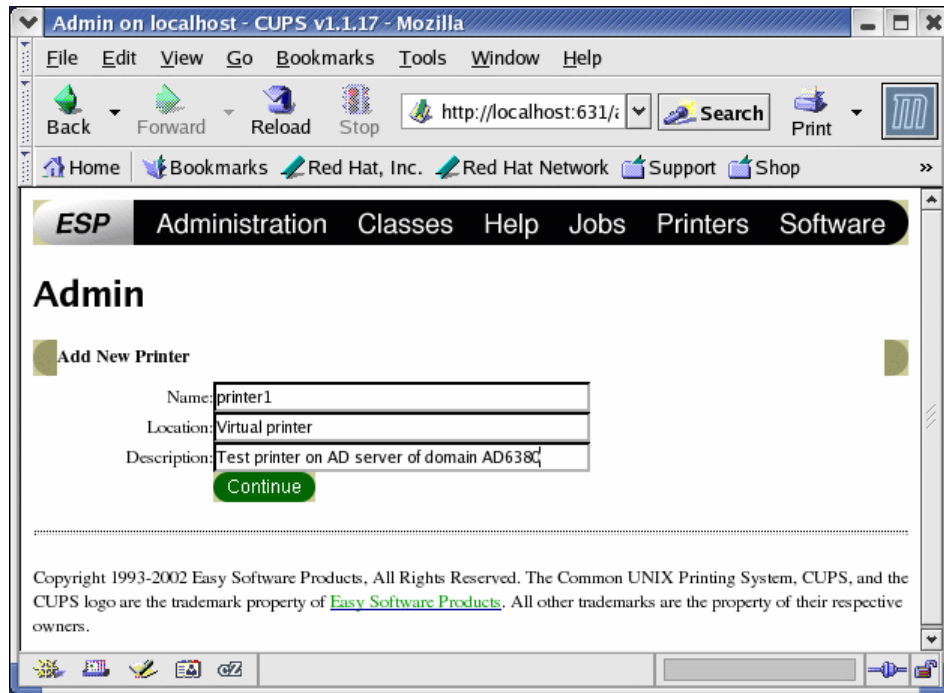 Admin on localhost - CUPS v1.1.17 - Mozilla
File Edit View Go Bookmarks Tools Window Help
Back Forward Reload Stop http://localhost:631/a Search Print
Home Bookmarks Red Hat, Inc. Red Hat Network Support Shop »
ESP Administration Classes Help Jobs Printers Software
Admin
Add New Printer
Name: printer1
Location: Virtual printer
Description: Test printer on AD server of domain AD6380
Continue
Copyright 1993-2002 Easy Software Products, All Rights Reserved. The Common UNIX Printing System, CUPS, and the
CUPS logo are the trademark property of Easy Software Products. All other trademarks are the property of their respective
owners.